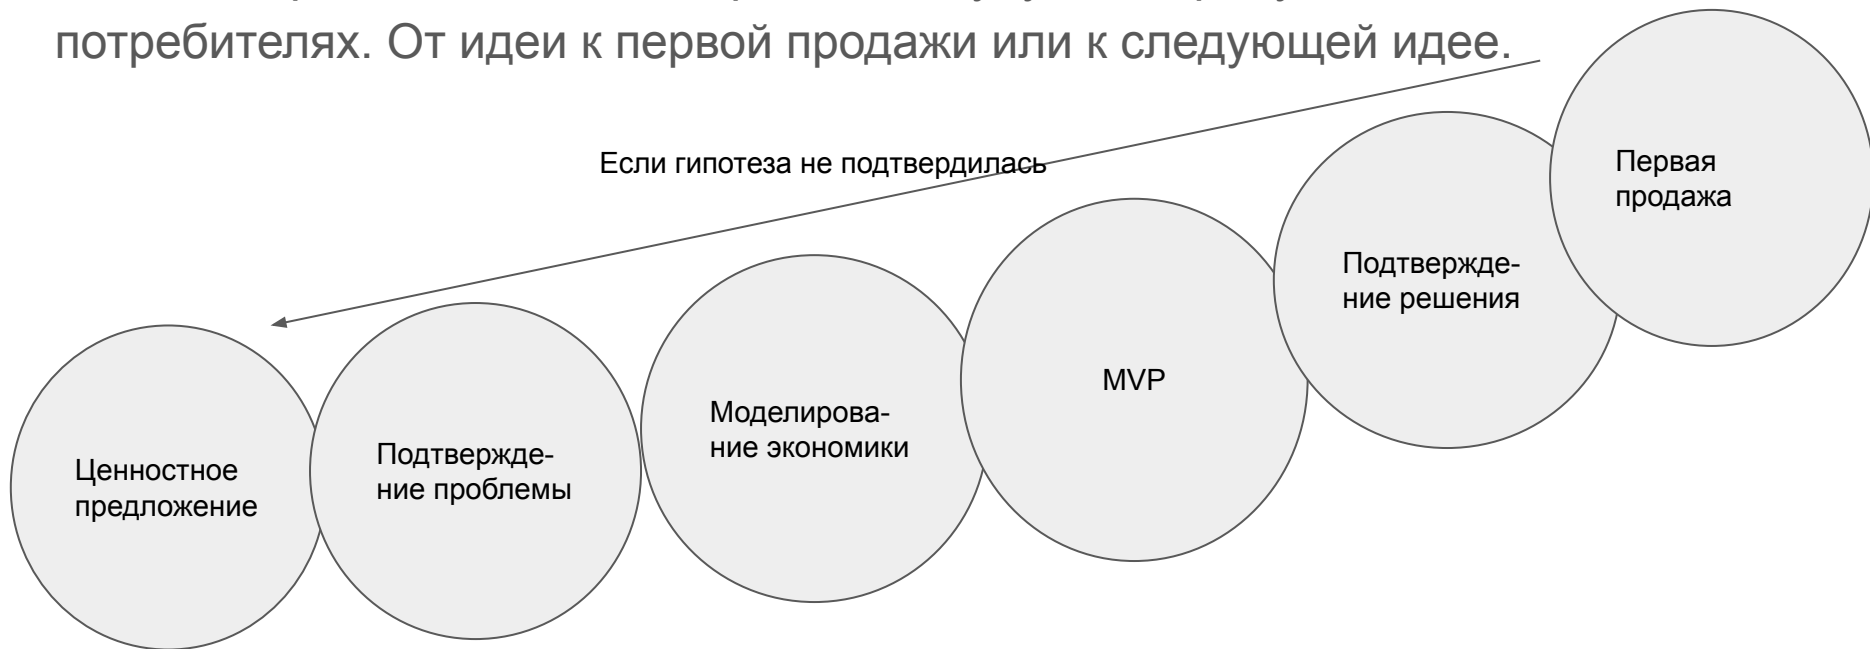 потребителях. От идеи к первой продажи или к следующей идее.
Если гипотеза не подтвердилась
Ценностное
предложение
Подтвержде-
ние проблемы
Моделирова-
ние экономики
MVP
Подтвержде-
ние решения
Первая
продажа